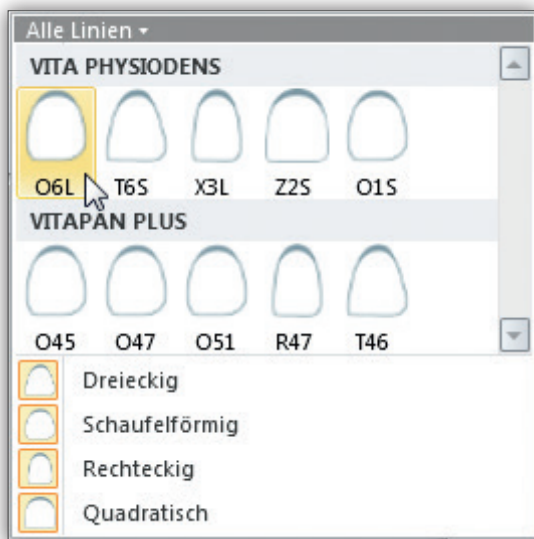 Alle Linien
VITA PHYSIODENS
O6L T6S X3L Z2S O1S
VITAPAN PLUS
O45 O47 O51 R47 T46
Dreieckig
Schaufelförmig
Rechteckig
Quadratisch